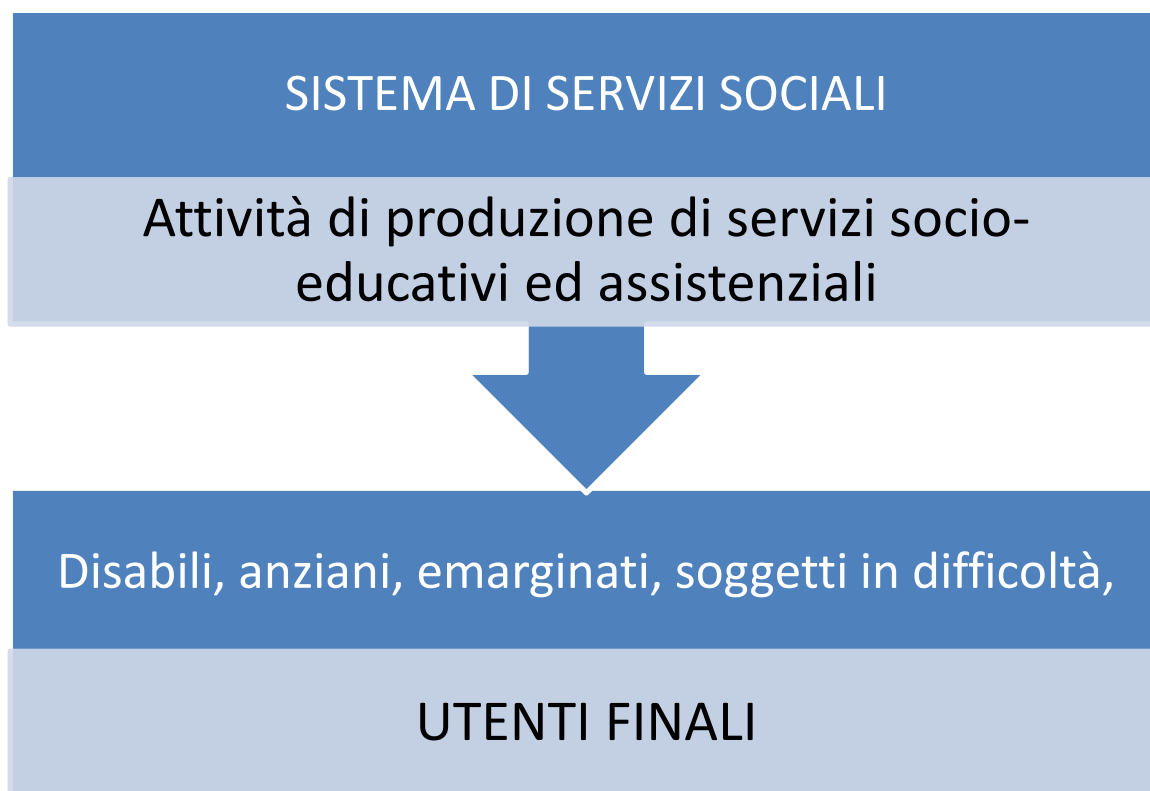 SISTEMA DI SERVIZI SOCIALI
Attività di produzione di servizi socio-
educativi ed assistenziali
Disabili, anziani, emarginati, soggetti in difficoltà,
UTENTI FINALI